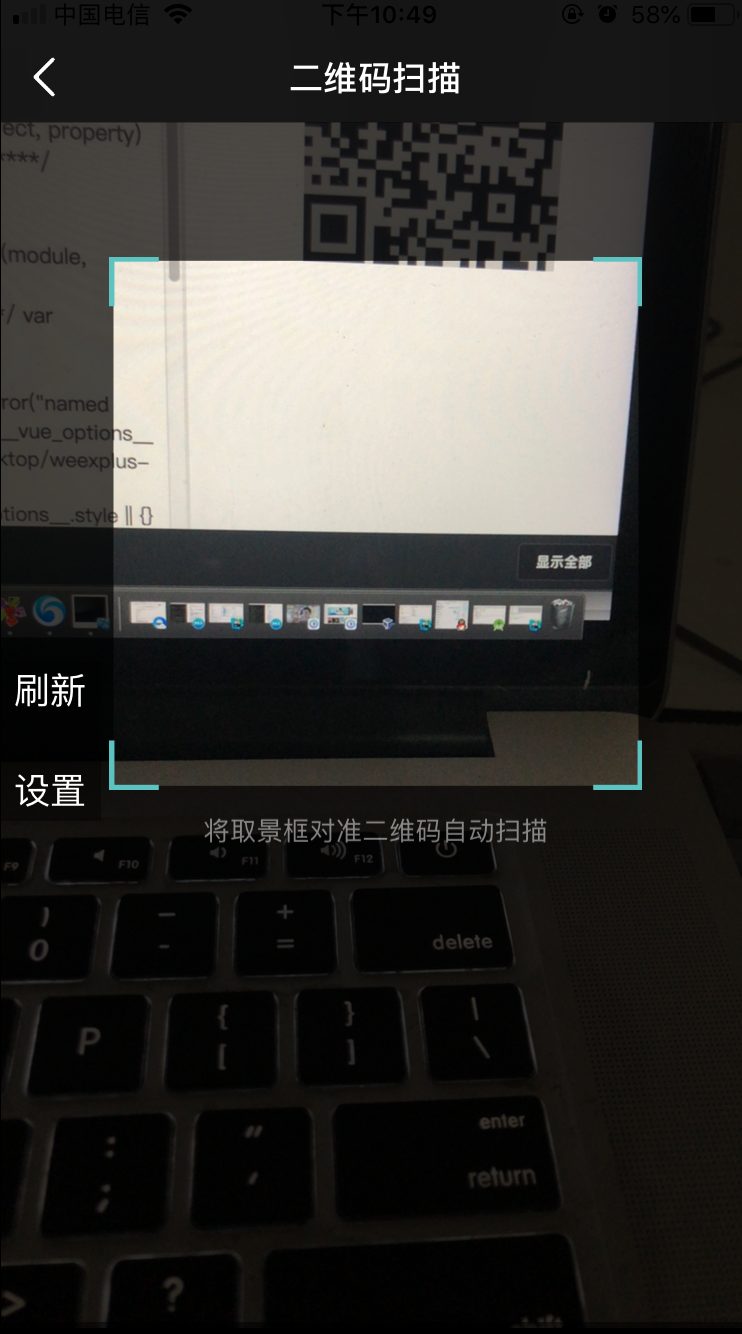 中国电信 下午10:49 58%
二维码扫描
ect, property)
****/
(module,
*/ var
ror("named
__vue_options__
ktop/weexplus-
tions__.style || {}
显示全部
刷新
设置
将取景框对准二维码自动扫描
F9 F10 F11 F12
) — +
0 - = delete
P { } |
[ ] \
: " enter
; ' return
> ?